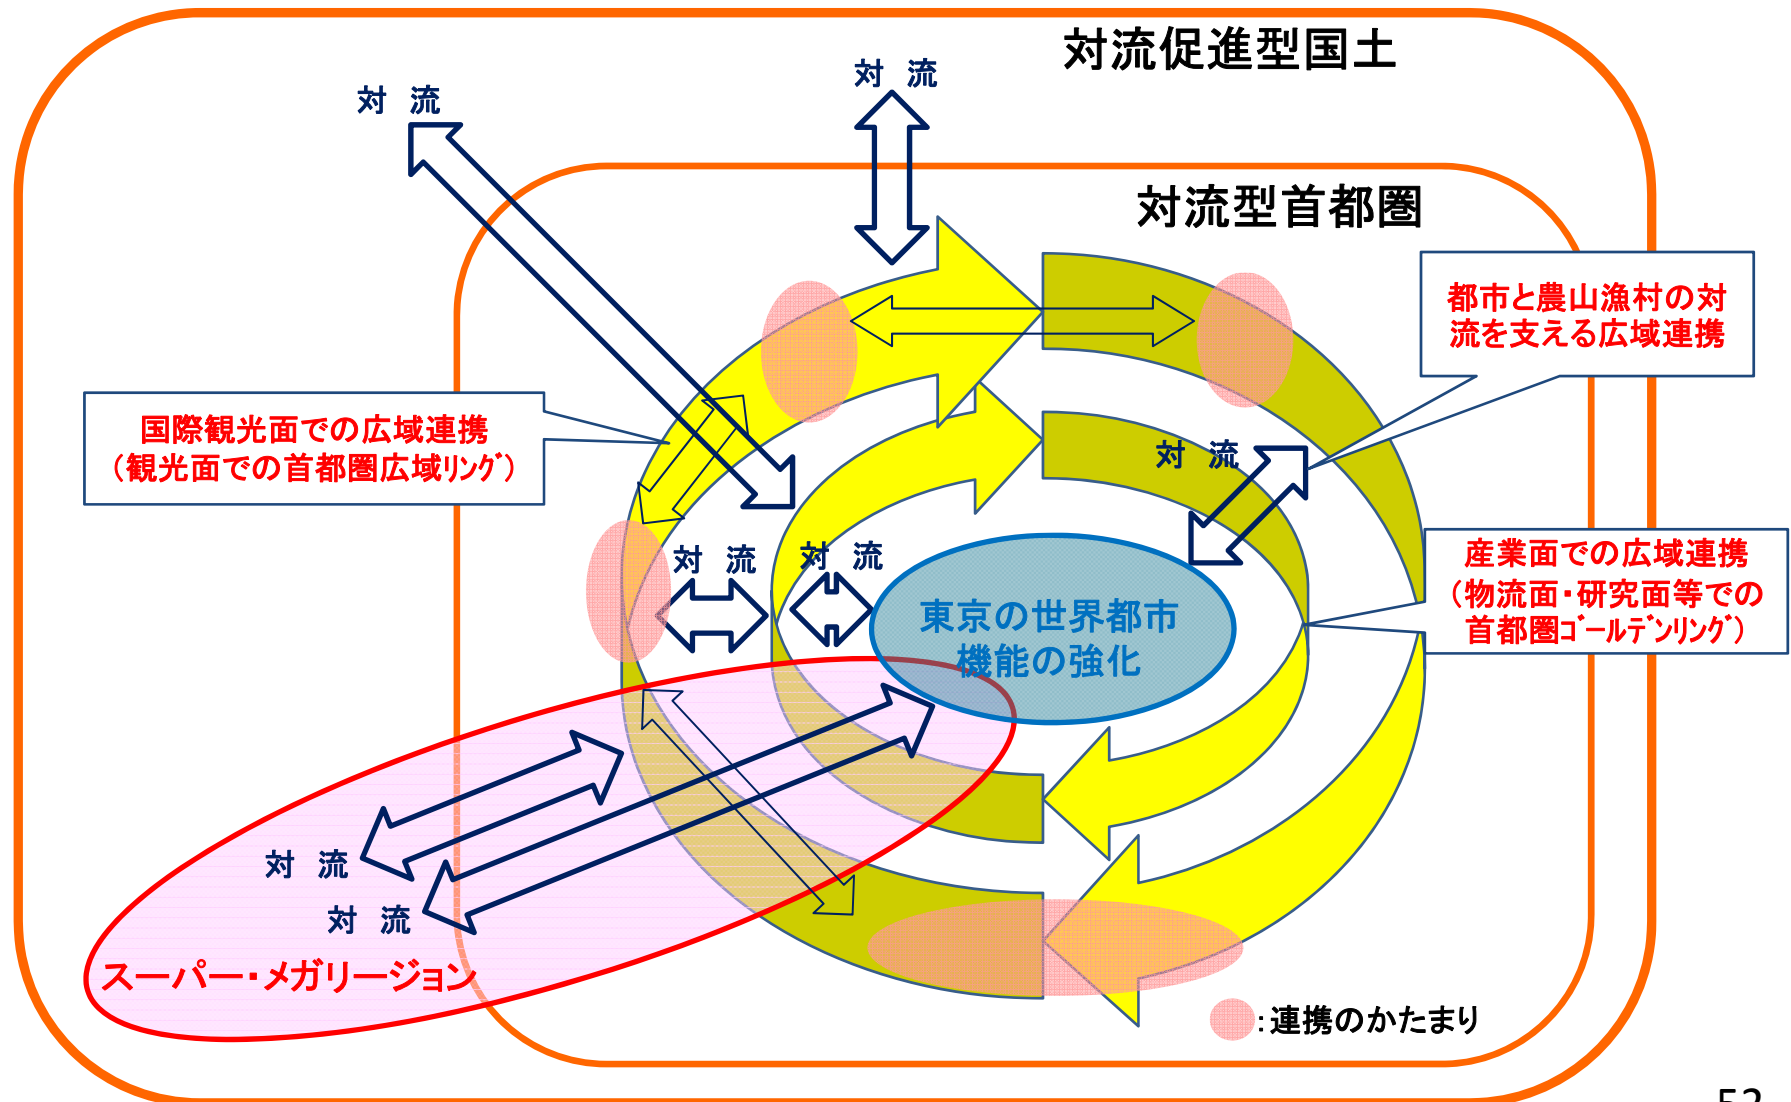 対流促進型国土
対 流
対 流
対流型首都圏
都市と農山漁村の対
流を支える広域連携
国際観光面での広域連携
（観光面での首都圏広域ﾘﾝｸﾞ）
対 流
対 流
対 流
産業面での広域連携
（物流面・研究面等での
首都圏ｺﾞｰﾙﾃﾞﾝﾘﾝｸﾞ）
東京の世界都市
機能の強化
対 流
対 流
スーパー・メガリージョン
：連携のかたまり
52